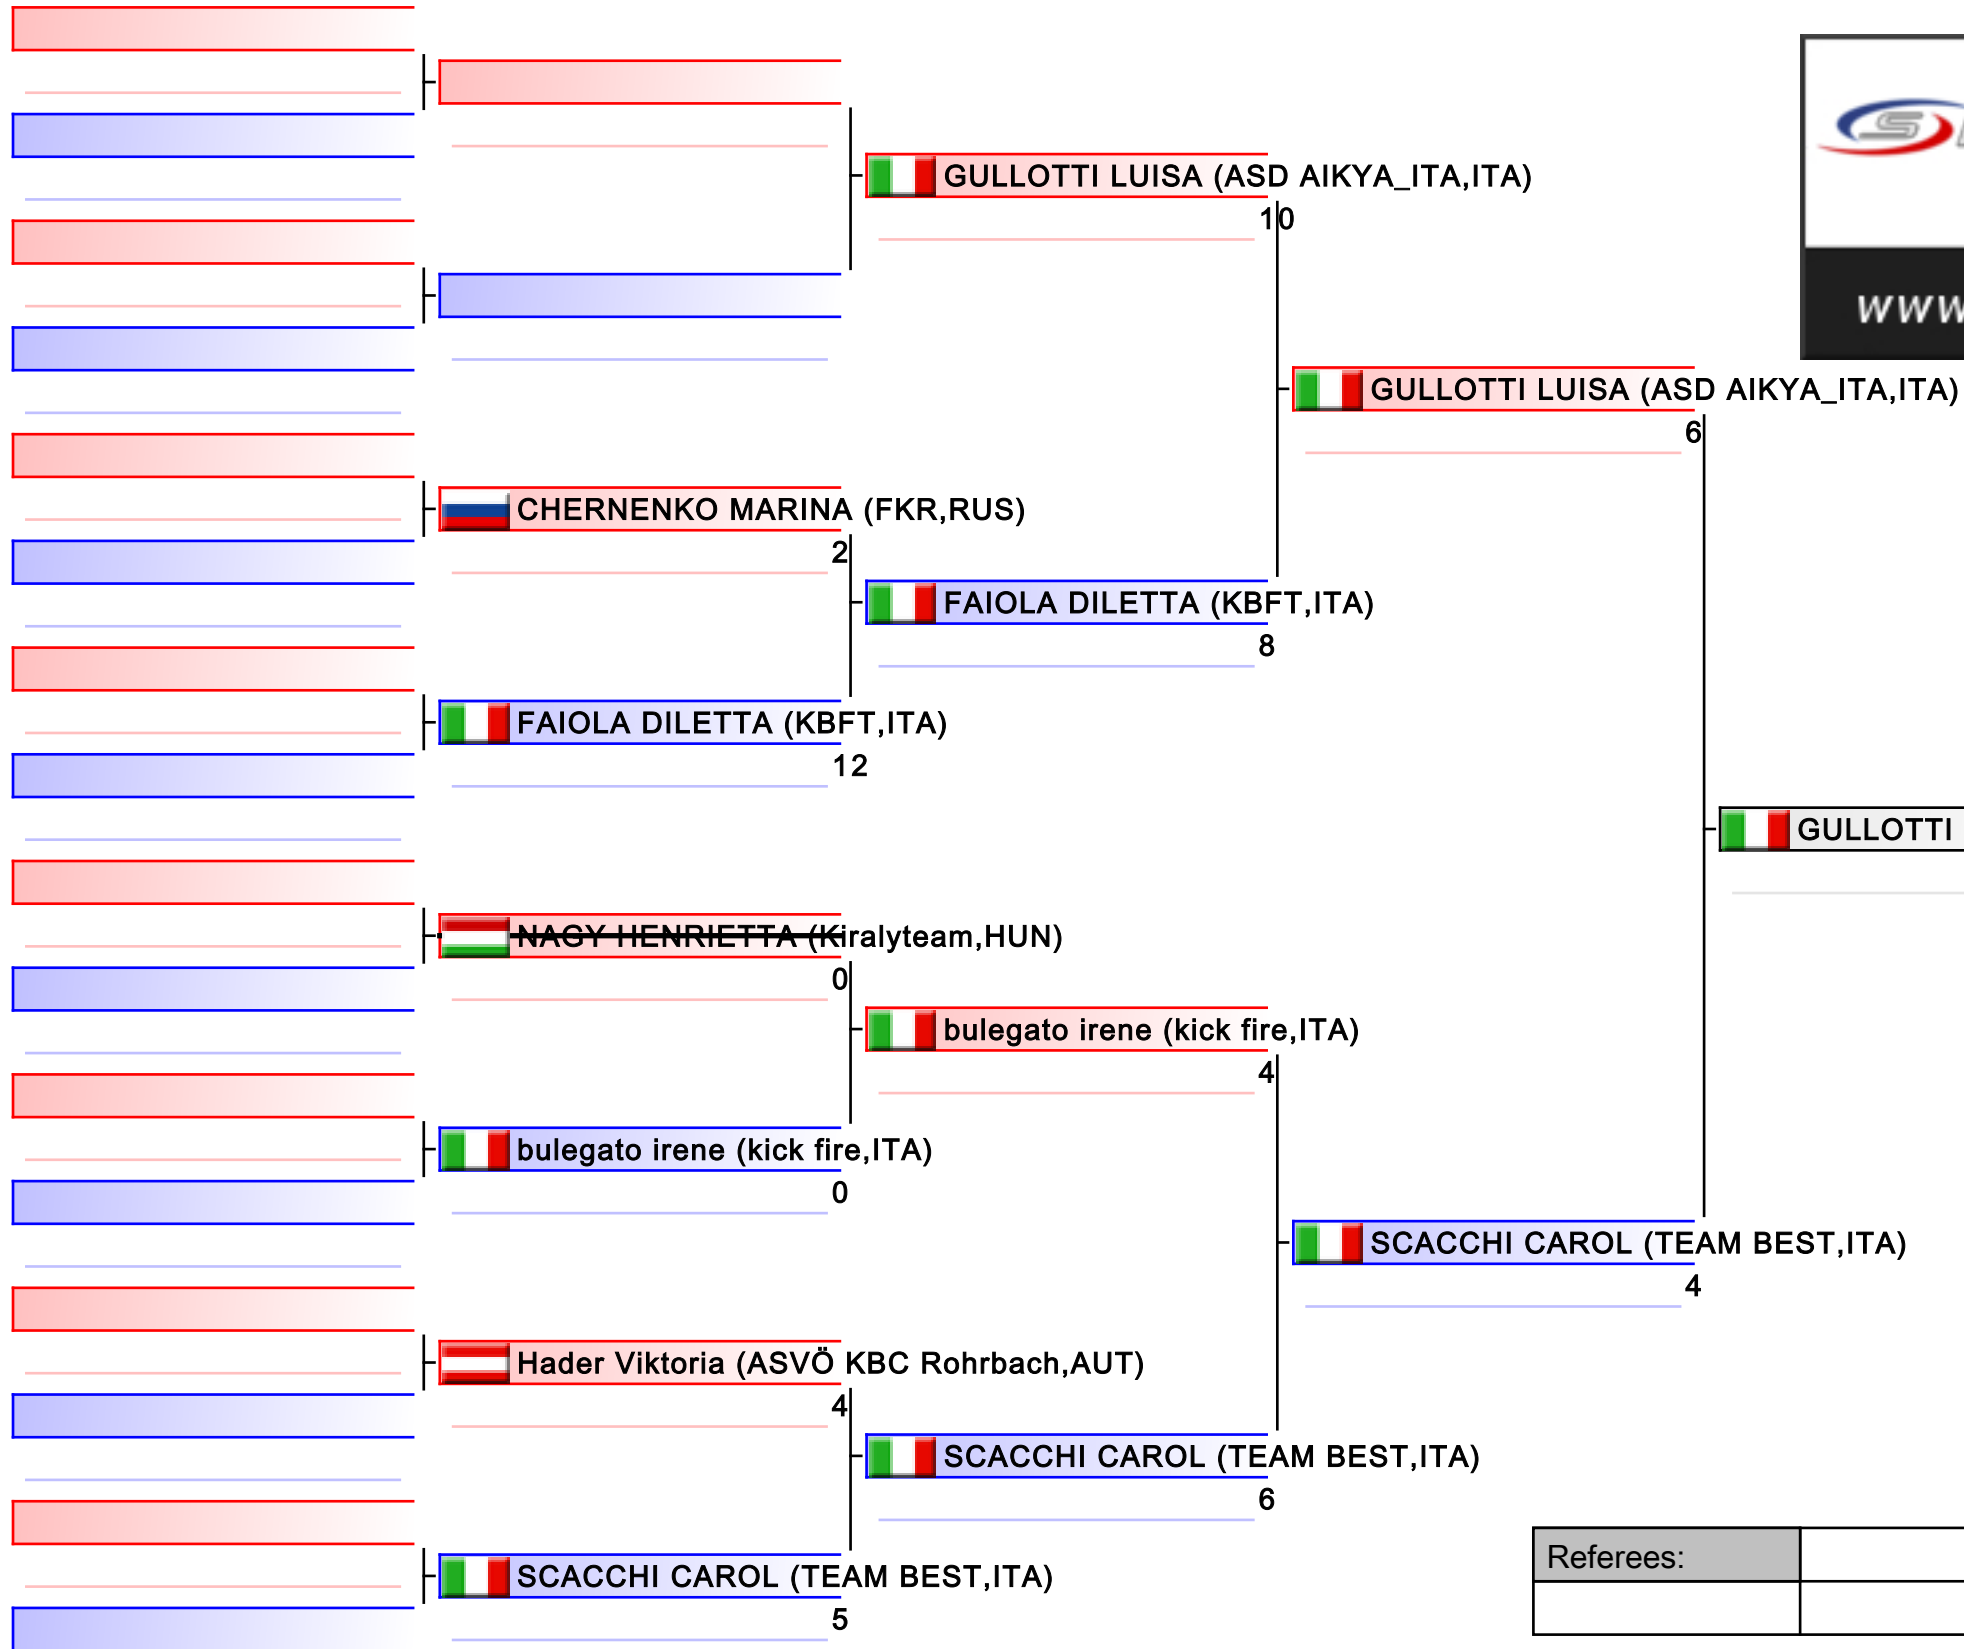 GULLOTTI LUISA (ASD AIKYA_ITA,ITA)
10
www
GULLOTTI LUISA (ASD AIKYA_ITA,ITA)
6
CHERNENKO MARINA (FKR,RUS)
2
FAIOLA DILETTA (KBFT,ITA)
8
FAIOLA DILETTA (KBFT,ITA)
12
GULLOTTI
NAGY HENRIETTA (Kiralyteam,HUN)
0
bulegato irene (kick fire,ITA)
4
bulegato irene (kick fire,ITA)
0
SCACCHI CAROL (TEAM BEST,ITA)
4
Hader Viktoria (ASVÖ KBC Rohrbach,AUT)
4
SCACCHI CAROL (TEAM BEST,ITA)
6
SCACCHI CAROL (TEAM BEST,ITA)
5
Referees: